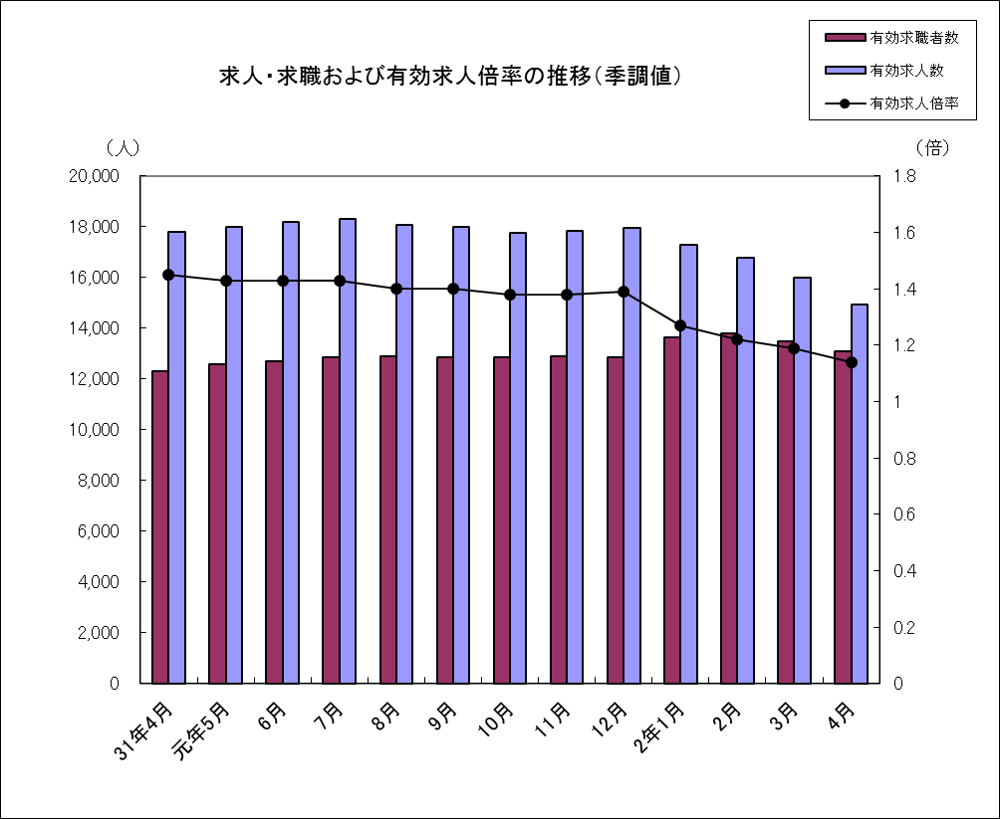 有効求職者数
有効求人数
有効求人倍率
求人・求職および有効求人倍率の推移（季調値）
（人）
（倍）
20,000
18,000
16,000
14,000
12,000
10,000
8,000
6,000
4,000
2,000
0
1.8
1.6
1.4
1.2
1
0.8
0.6
0.4
0.2
0
31年4月
元年5月
6月
7月
8月
9月
10月
11月
12月
2年1月
2月
3月
4月